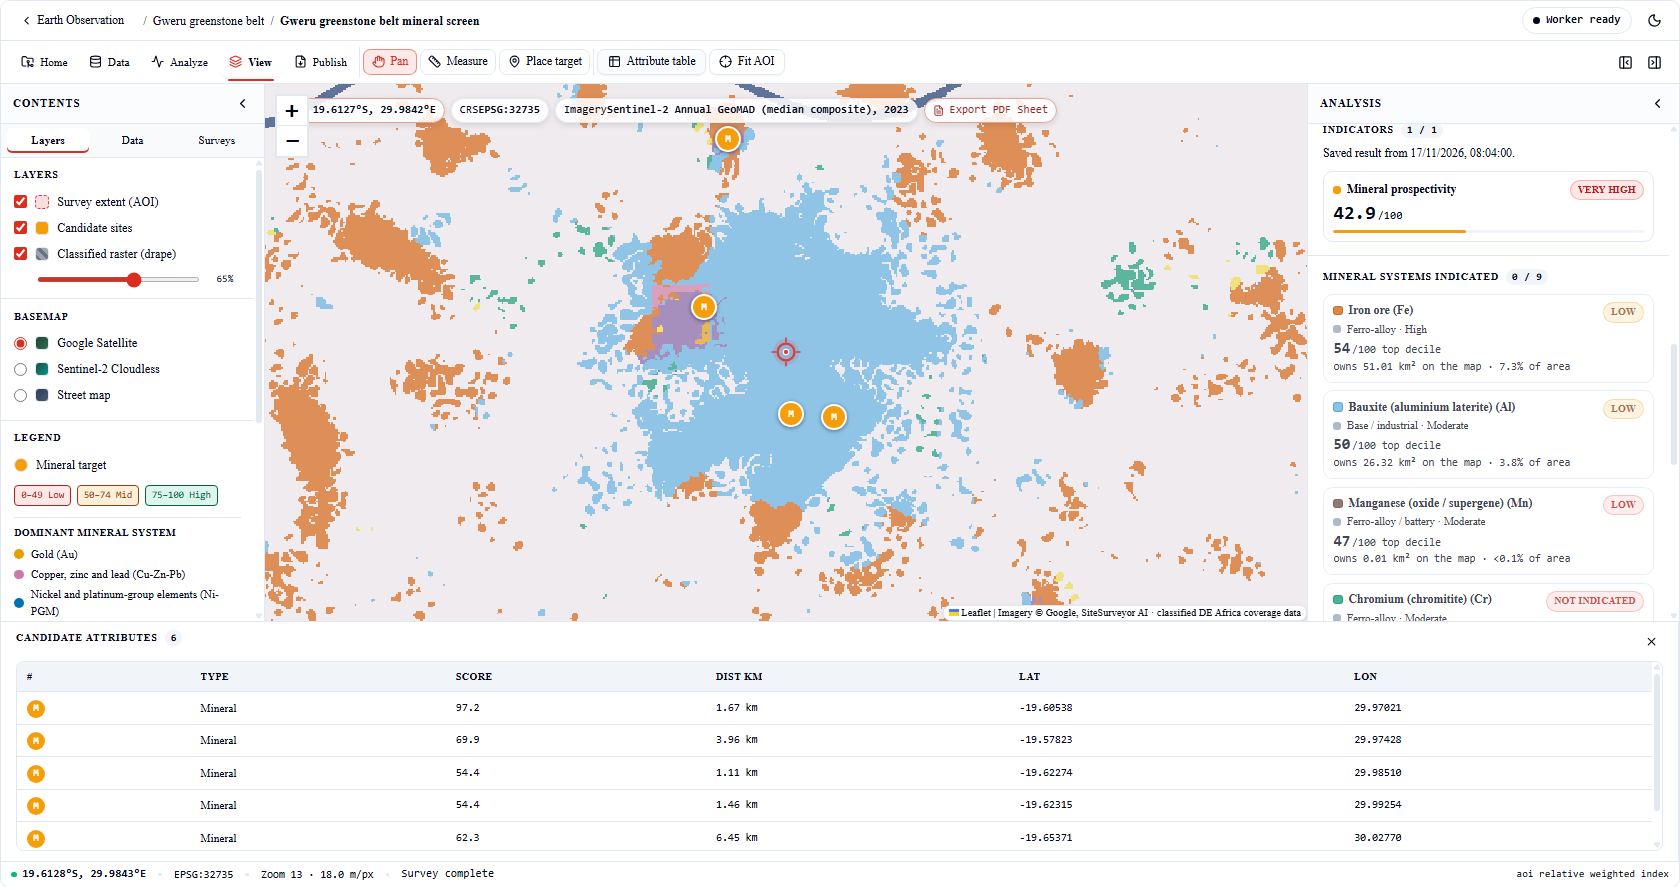 Earth Observation / Gweru greenstone belt / Gweru greenstone belt mineral screen
Worker ready
Home Data Analyze View Publish Pan Measure Place target Attribute table Fit AOI
CONTENTS
Layers Data Surveys
LAYERS
Survey extent (AOI)
Candidate sites
Classified raster (drape)
65%
BASEMAP
Google Satellite
Sentinel-2 Cloudless
Street map
LEGEND
Mineral target
0–49 Low 50–74 Mid 75–100 High
DOMINANT MINERAL SYSTEM
Gold (Au)
Copper, zinc and lead (Cu-Zn-Pb)
Nickel and platinum-group elements (Ni-
PGM)
+
−
19.6127°S, 29.9842°E CRSEPSG:32735 ImagerySentinel-2 Annual GeoMAD (median composite), 2023 Export PDF Sheet
M
M
M
M
Leaflet | Imagery © Google, SiteSurveyor AI · classified DE Africa coverage data
ANALYSIS
INDICATORS 1 / 1
Saved result from 17/11/2026, 08:04:00.
Mineral prospectivity VERY HIGH
42.9/100
MINERAL SYSTEMS INDICATED 0 / 9
Iron ore (Fe) LOW
Ferro-alloy · High
54/100 top decile
owns 51.01 km² on the map · 7.3% of area
Bauxite (aluminium laterite) (Al) LOW
Base / industrial · Moderate
50/100 top decile
owns 26.32 km² on the map · 3.8% of area
Manganese (oxide / supergene) (Mn) LOW
Ferro-alloy / battery · Moderate
47/100 top decile
owns 0.01 km² on the map · <0.1% of area
Chromium (chromitite) (Cr) NOT INDICATED
Ferro-alloy · Moderate
CANDIDATE ATTRIBUTES 6
# TYPE SCORE DIST KM LAT LON
M Mineral 97.2 1.67 km -19.60538 29.97021
M Mineral 69.9 3.96 km -19.57823 29.97428
M Mineral 54.4 1.11 km -19.62274 29.98510
M Mineral 54.4 1.46 km -19.62315 29.99254
M Mineral 62.3 6.45 km -19.65371 30.02770
19.6128°S, 29.9843°E EPSG:32735 Zoom 13 · 18.0 m/px Survey complete
aoi relative weighted index